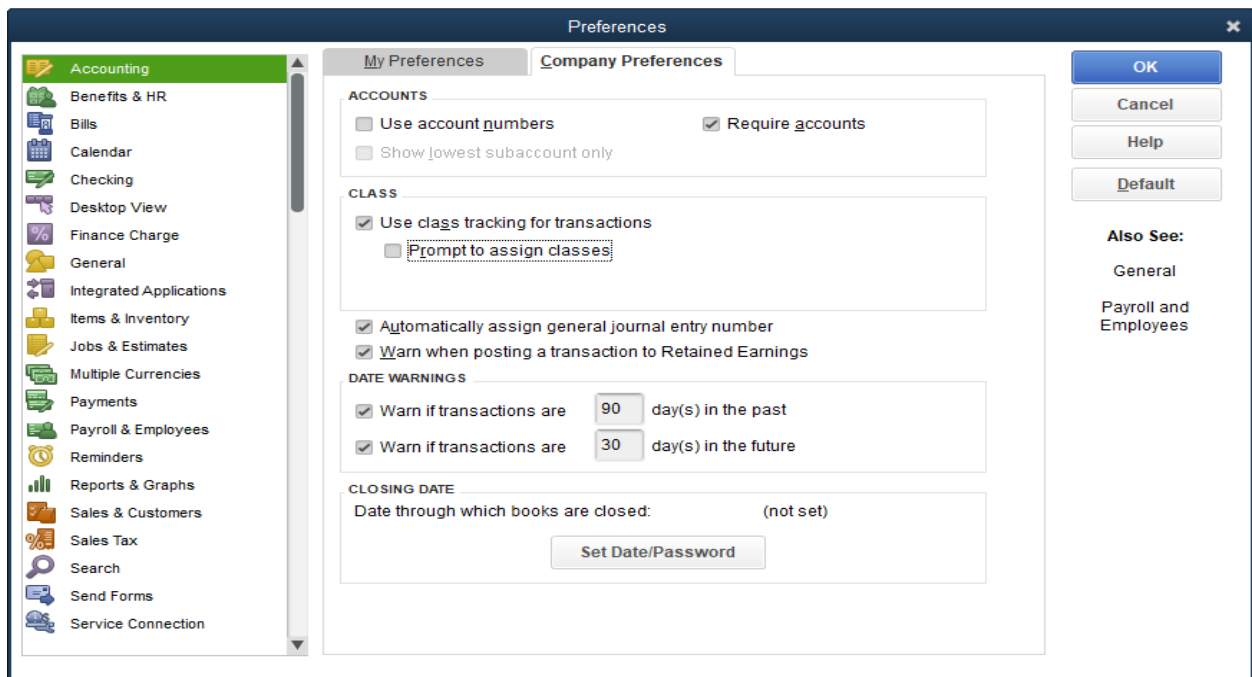 Preferences
Accounting
Benefits & HR
Bills
Calendar
Checking
Desktop View
Finance Charge
General
Integrated Applications
Items & Inventory
Jobs & Estimates
Multiple Currencies
Payments
Payroll & Employees
Reminders
Reports & Graphs
Sales & Customers
Sales Tax
Search
Send Forms
Service Connection
My Preferences
Company Preferences
ACCOUNTS
Use account numbers
Require accounts
Show lowest subaccount only
CLASS
Use class tracking for transactions
Prompt to assign classes
Automatically assign general journal entry number
Warn when posting a transaction to Retained Earnings
DATE WARNINGS
Warn if transactions are 90 day(s) in the past
Warn if transactions are 30 day(s) in the future
CLOSING DATE
Date through which books are closed: (not set)
Set Date/Password
OK
Cancel
Help
Default
Also See:
General
Payroll and
Employees